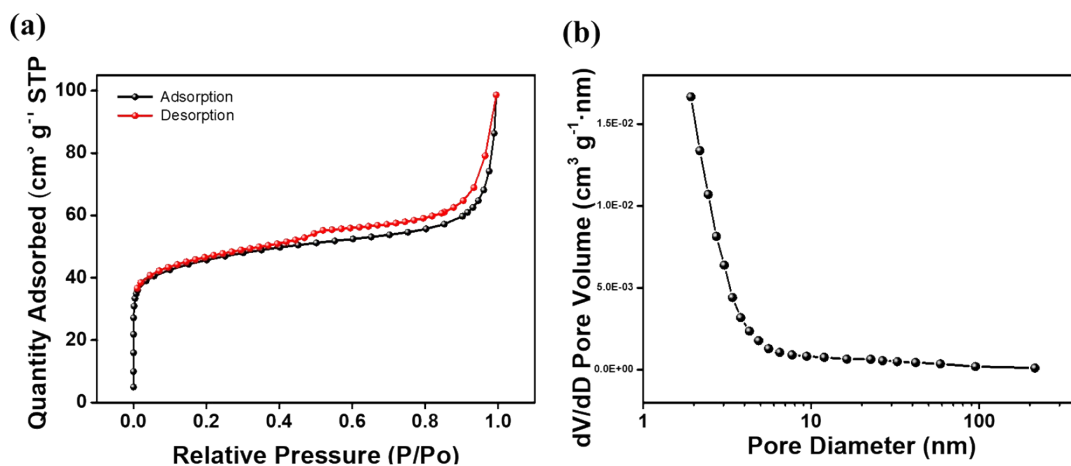 (a)
Quantity Adsorbed (cm³ g⁻¹ STP
100
80
60
40
20
0
Adsorption
Desorption
0.0 0.2 0.4 0.6 0.8 1.0
Relative Pressure (P/Po)
(b)
dV/dD Pore Volume (cm³ g⁻¹·nm)
1.5E-02
1.0E-02
5.0E-03
0.0E+00
1 10 100
Pore Diameter (nm)